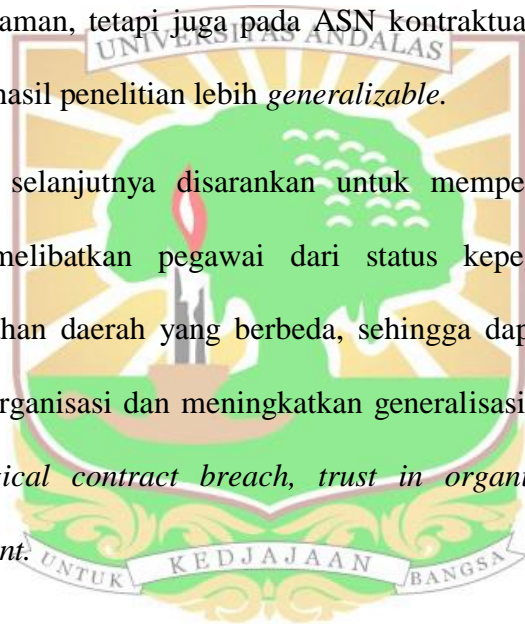 aman, tetapi juga pada ASN kontraktua
UNIVERSITAS ANDALAS
hasil penelitian lebih generalizable.
selanjutnya disarankan untuk mempe
melibatkan pegawai dari status kepe
han daerah yang berbeda, sehingga dap
rganisasi dan meningkatkan generalisasi
gical contract breach, trust in organi
nt.
UNTUK KEDJAJAAN BANGSA